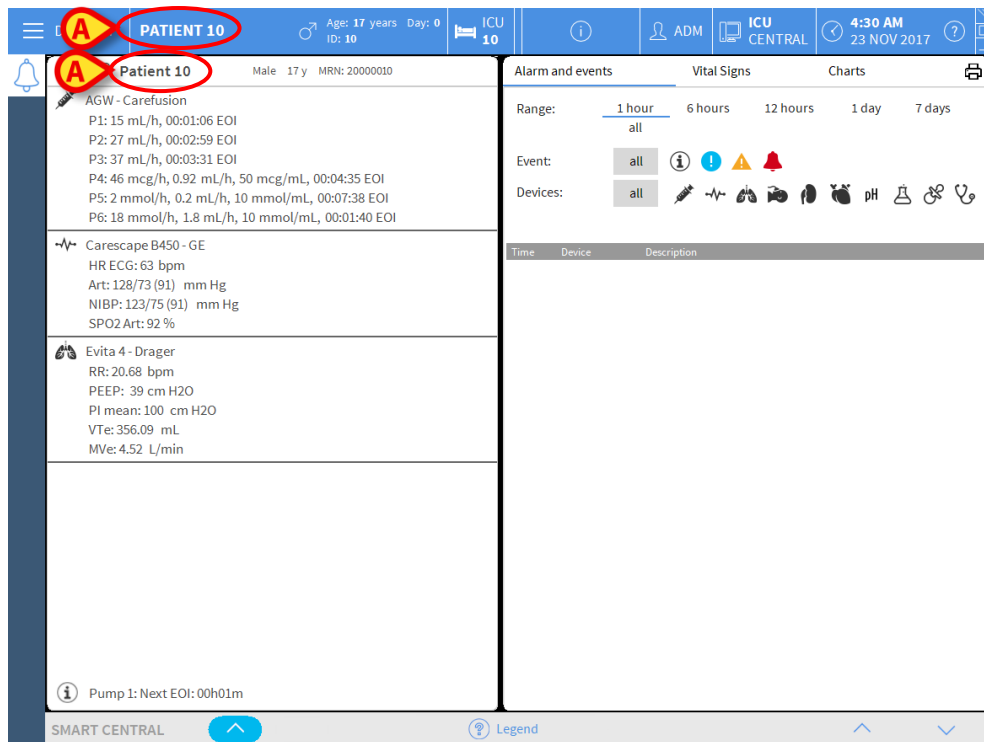 D
A
PATIENT 10
Age: 17 years Day: 0
ID: 10
ICU
10
ADM
ICU
CENTRAL
4:30 AM
23 NOV 2017
?
A
Patient 10
Male 17 y MRN: 20000010
AGW - Carefusion
P1: 15 mL/h, 00:01:06 EOI
P2: 27 mL/h, 00:02:59 EOI
P3: 37 mL/h, 00:03:31 EOI
P4: 46 mcg/h, 0.92 mL/h, 50 mcg/mL, 00:04:35 EOI
P5: 2 mmol/h, 0.2 mL/h, 10 mmol/mL, 00:07:38 EOI
P6: 18 mmol/h, 1.8 mL/h, 10 mmol/mL, 00:01:40 EOI
Carescape B450 - GE
HR ECG: 63 bpm
Art: 128/73 (91) mm Hg
NIBP: 123/75 (91) mm Hg
SPO2 Art: 92 %
Evita 4 - Drager
RR: 20.68 bpm
PEEP: 39 cm H2O
PI mean: 100 cm H2O
VTe: 356.09 mL
MVe: 4.52 L/min
Pump 1: Next EOI: 00h01m
Alarm and events Vital Signs Charts
Range: 1 hour 6 hours 12 hours 1 day 7 days
all
Event: all
Devices: all pH
Time Device Description
SMART CENTRAL
? Legend